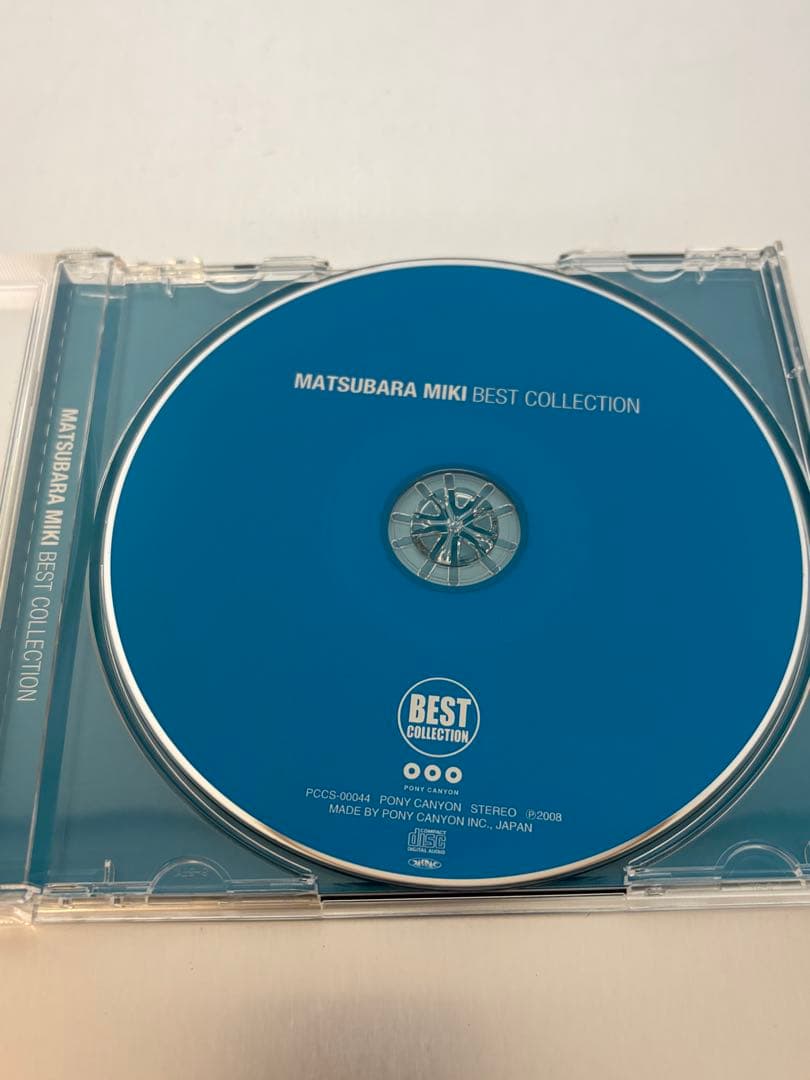 MATSUBARA MIKI BEST COLLECTION
MATSUBARA MIKI BEST COLLECTION
BEST
COLLECTION
PONY CANYON
PCCS-00044 PONY CANYON STEREO Ⓟ2008
MADE BY PONY CANYON INC., JAPAN
COMPACT
disc
DIGITAL AUDIO